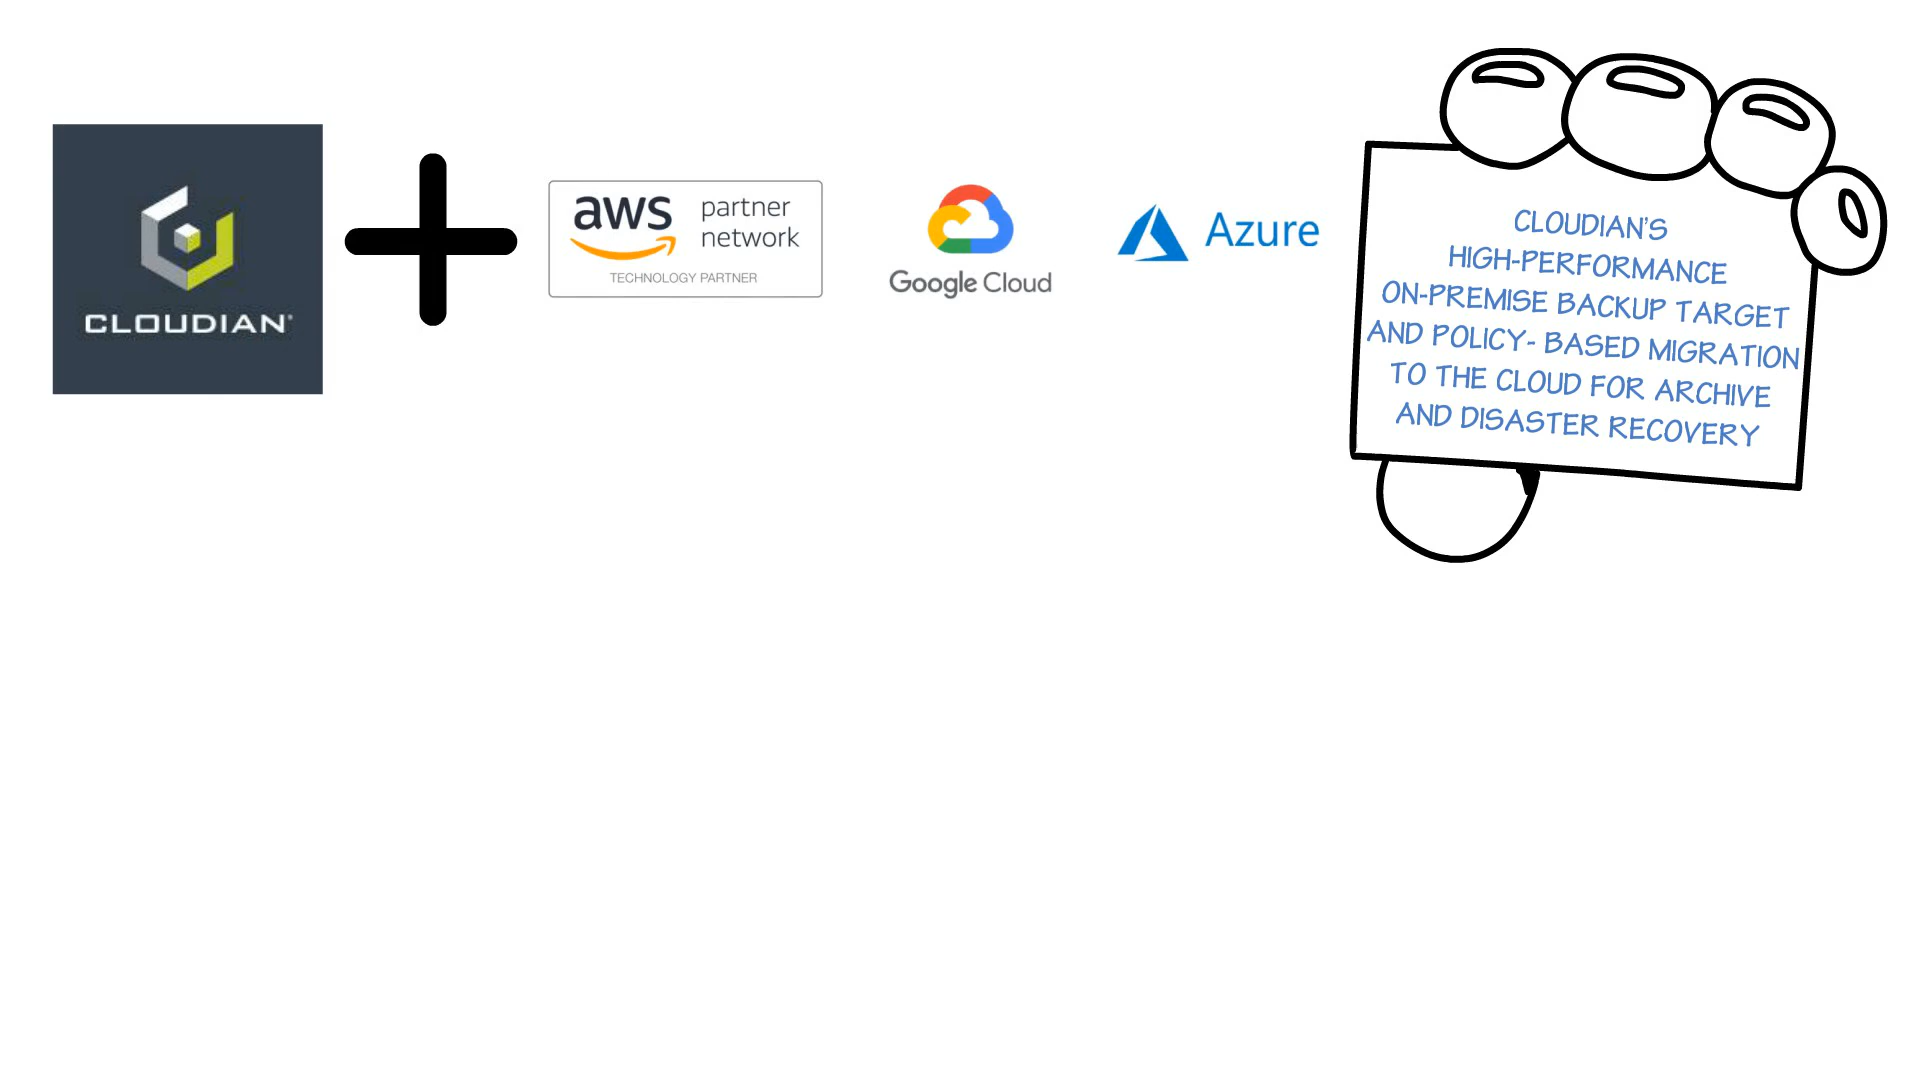 CLOUDIAN®
aws
partner
network
TECHNOLOGY PARTNER
Google Cloud
Azure
CLOUDIAN'S
HIGH-PERFORMANCE
ON-PREMISE BACKUP TARGET
AND POLICY- BASED MIGRATION
TO THE CLOUD FOR ARCHIVE
AND DISASTER RECOVERY